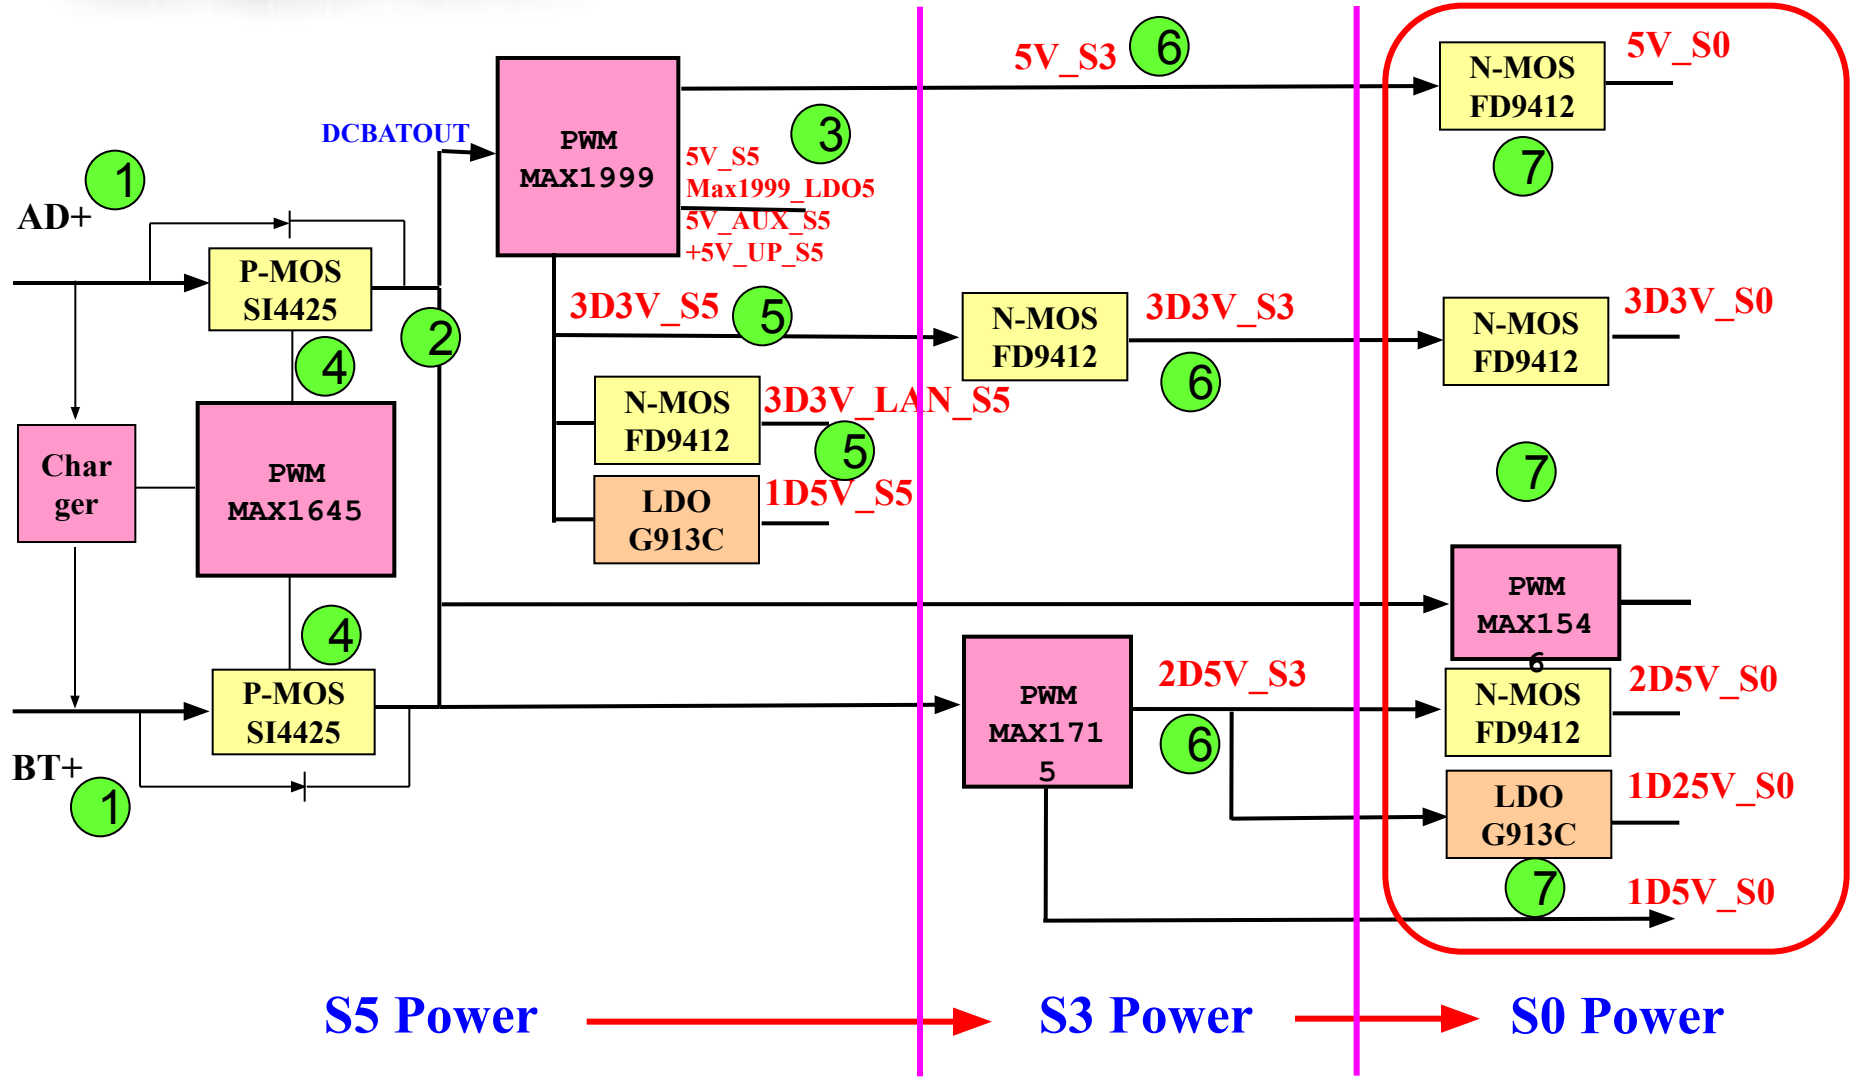 5V_S3
6
5V_S0
N-MOS
FD9412
7
DCBATOUT
PWM
MAX1999
3
5V_S5
Max1999_LDO5
5V_AUX_S5
+5V_UP_S5
1
AD+
P-MOS
SI4425
2
4
3D3V_S5
5
N-MOS
FD9412
3D3V_S3
6
N-MOS
FD9412
3D3V_S0
N-MOS
FD9412
3D3V_LAN_S5
5
LDO
G913C
1D5V_S5
Char
ger
PWM
MAX1645
4
7
PWM
MAX154
6
P-MOS
SI4425
BT+
1
PWM
MAX171
5
2D5V_S3
6
N-MOS
FD9412
2D5V_S0
LDO
G913C
1D25V_S0
7
1D5V_S0
S5 Power
S3 Power
S0 Power